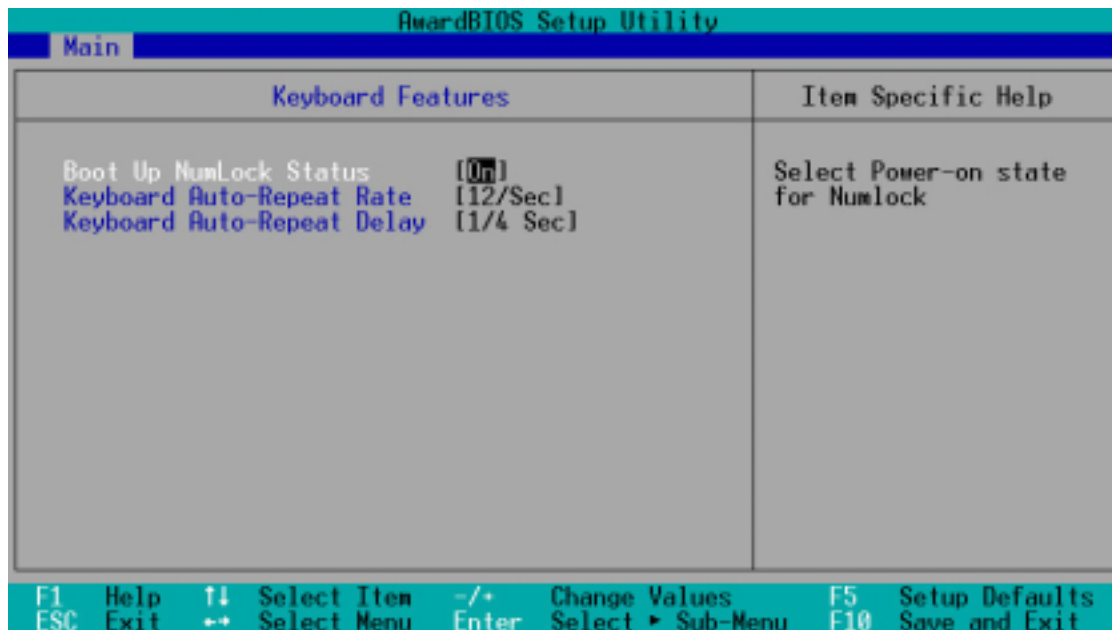 AwardBIOS Setup Utility
Main
Keyboard Features
Item Specific Help
Boot Up NumLock Status [On]
Keyboard Auto-Repeat Rate [12/Sec]
Keyboard Auto-Repeat Delay [1/4 Sec]
Select Power-on state
for Numlock
F1 Help ↑↓ Select Item -/+ Change Values F5 Setup Defaults
ESC Exit ←→ Select Menu Enter Select ► Sub-Menu F10 Save and Exit